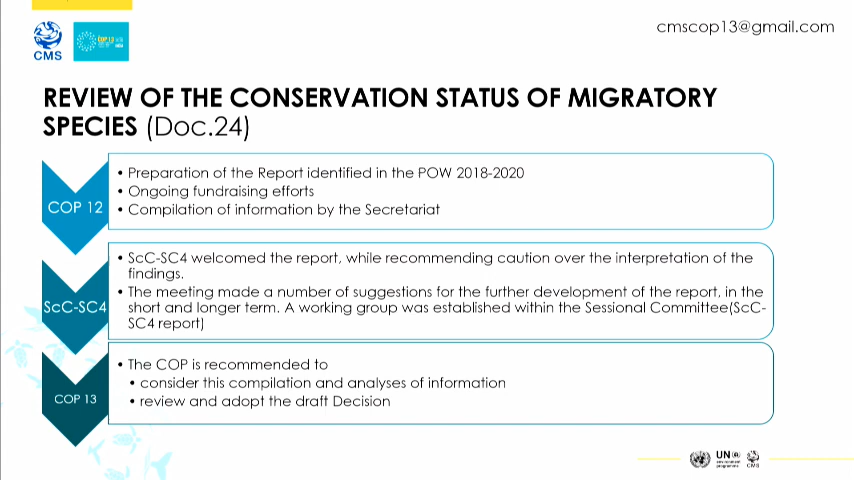 cmscop13@gmail.com
CMS
COP 13
REVIEW OF THE CONSERVATION STATUS OF MIGRATORY
SPECIES (Doc.24)
COP 12
• Preparation of the Report identified in the POW 2018-2020
• Ongoing fundraising efforts
• Compilation of information by the Secretariat
ScC-SC4
• ScC-SC4 welcomed the report, while recommending caution over the interpretation of the
findings.
• The meeting made a number of suggestions for the further development of the report, in the
short and longer term. A working group was established within the Sessional Committee(ScC-
SC4 report)
COP 13
• The COP is recommended to
• consider this compilation and analyses of information
• review and adopt the draft Decision
UN
environment
programme
CMS